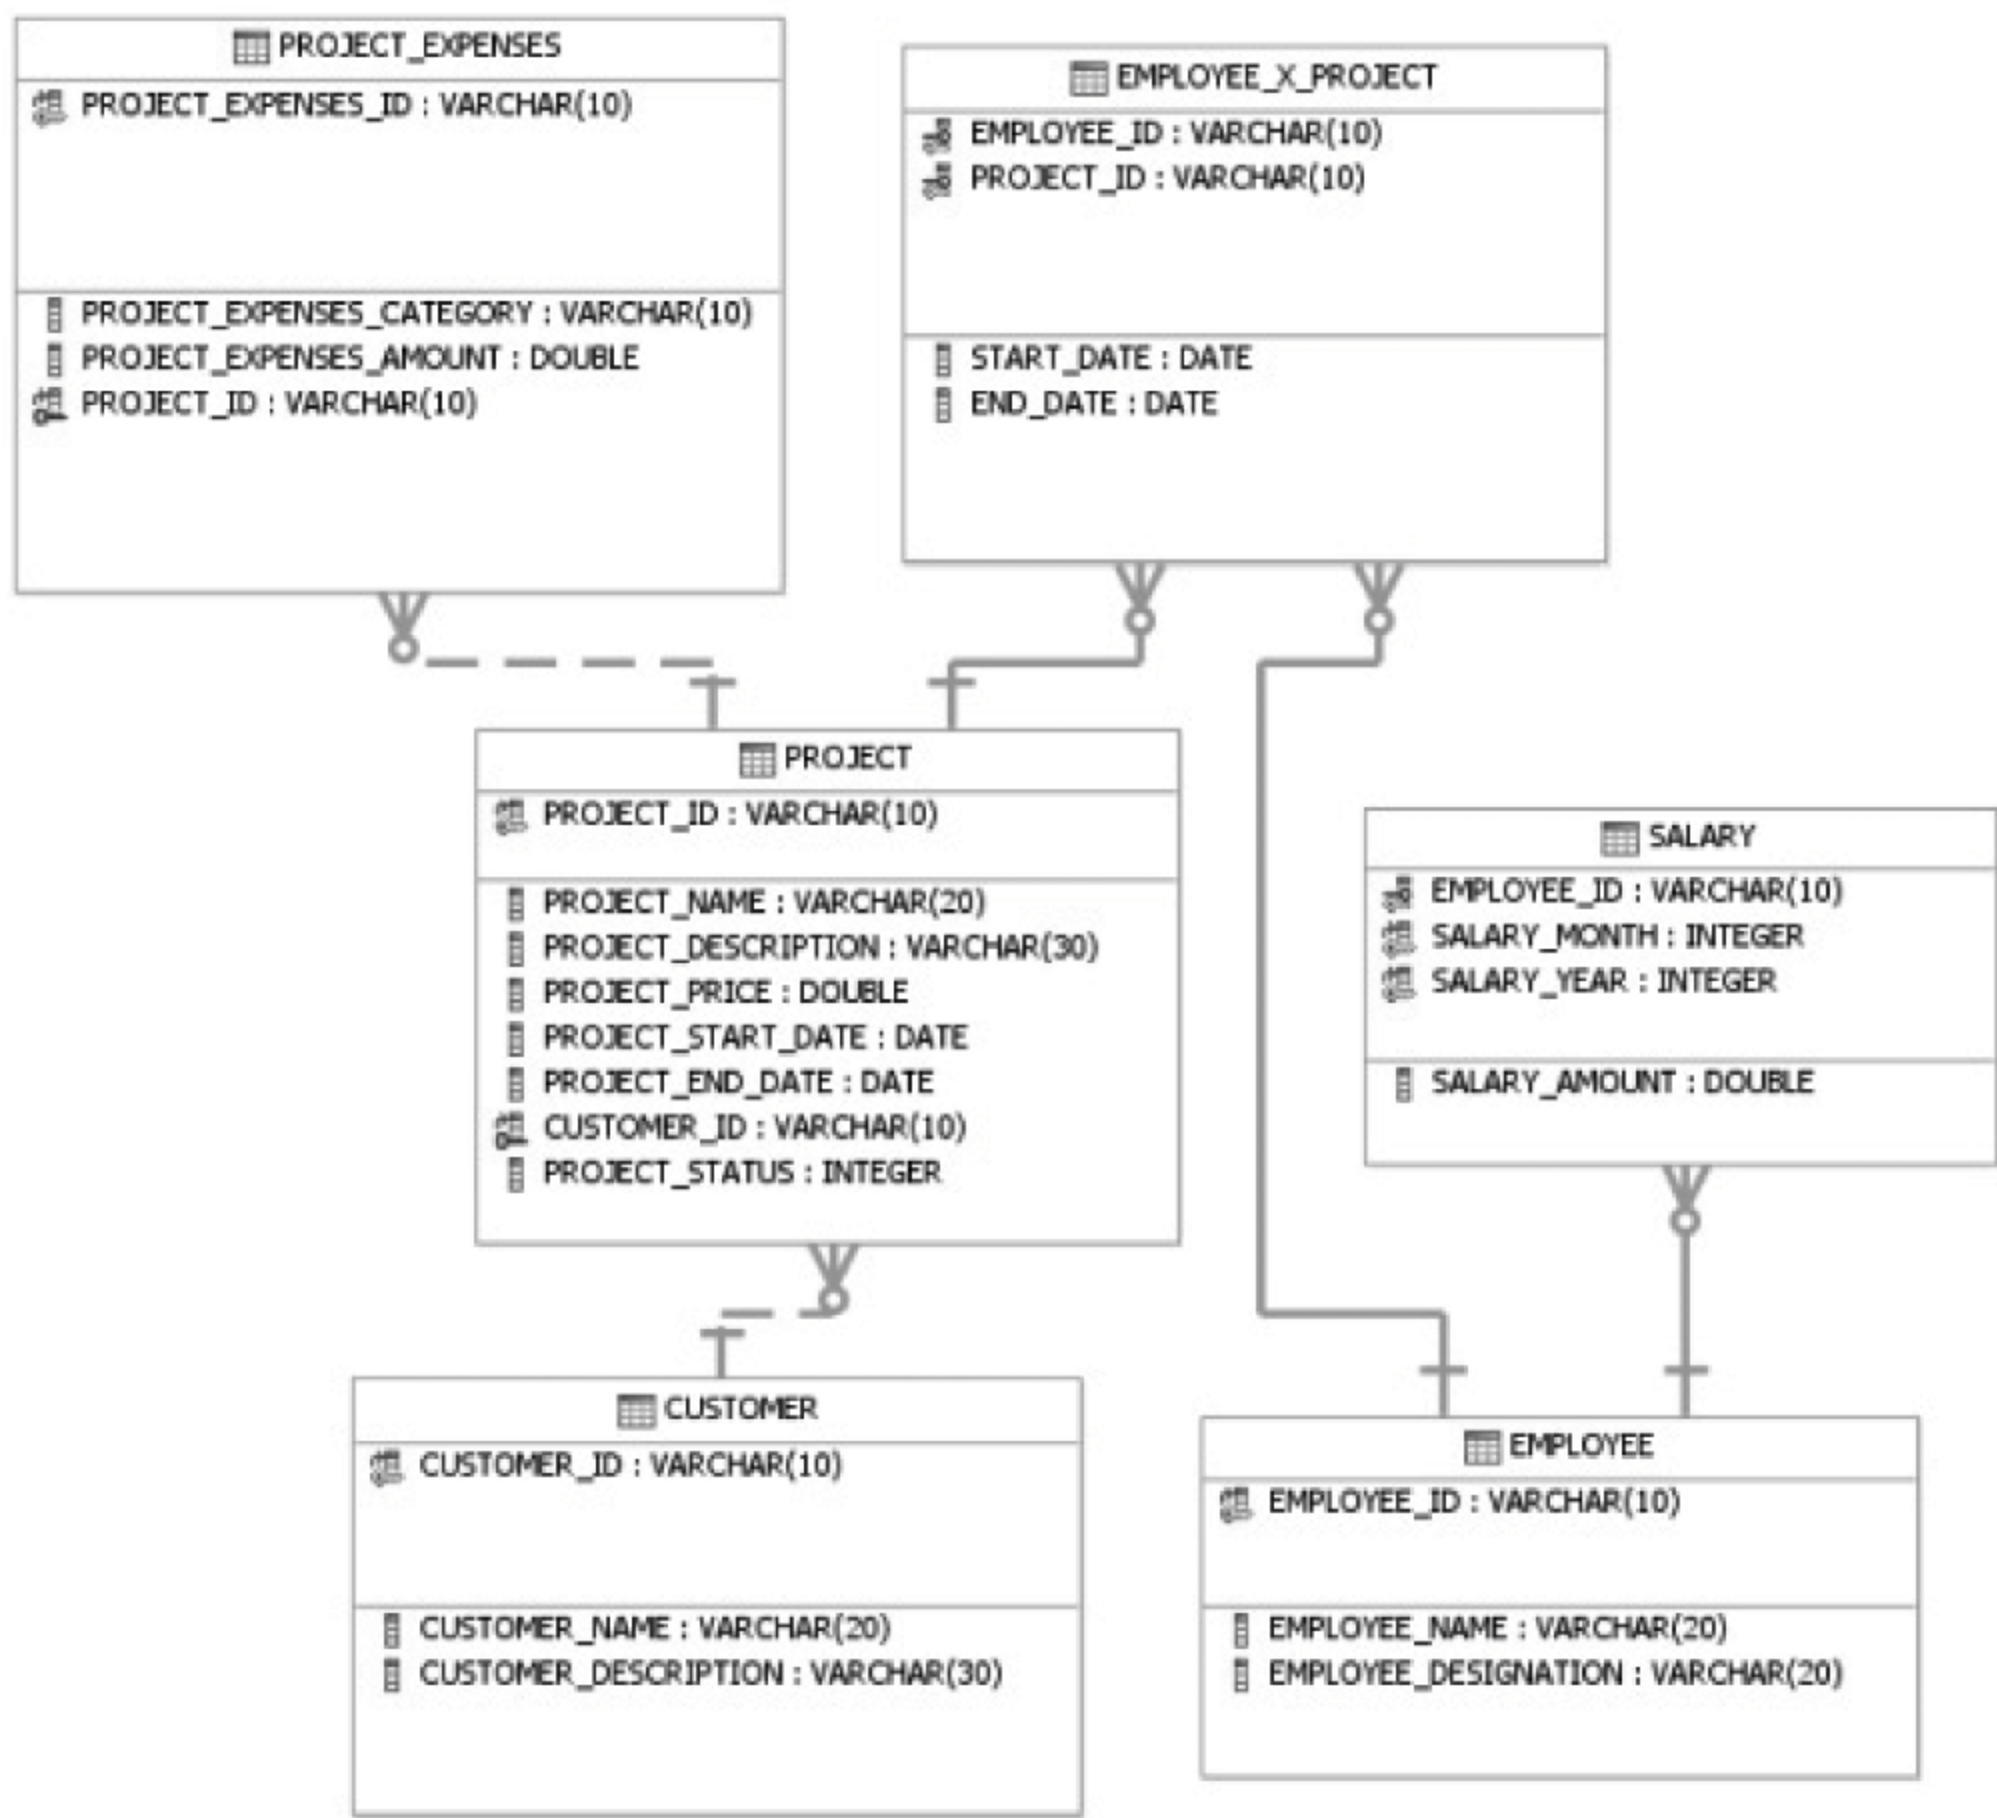 PROJECT_EXPENSES
PROJECT_EXPENSES_ID : VARCHAR(10)
PROJECT_EXPENSES_CATEGORY : VARCHAR(10)
PROJECT_EXPENSES_AMOUNT : DOUBLE
PROJECT_ID : VARCHAR(10)
EMPLOYEE_X_PROJECT
EMPLOYEE_ID : VARCHAR(10)
PROJECT_ID : VARCHAR(10)
START_DATE : DATE
END_DATE : DATE
PROJECT
PROJECT_ID : VARCHAR(10)
PROJECT_NAME : VARCHAR(20)
PROJECT_DESCRIPTION : VARCHAR(30)
PROJECT_PRICE : DOUBLE
PROJECT_START_DATE : DATE
PROJECT_END_DATE : DATE
CUSTOMER_ID : VARCHAR(10)
PROJECT_STATUS : INTEGER
SALARY
EMPLOYEE_ID : VARCHAR(10)
SALARY_MONTH : INTEGER
SALARY_YEAR : INTEGER
SALARY_AMOUNT : DOUBLE
CUSTOMER
CUSTOMER_ID : VARCHAR(10)
CUSTOMER_NAME : VARCHAR(20)
CUSTOMER_DESCRIPTION : VARCHAR(30)
EMPLOYEE
EMPLOYEE_ID : VARCHAR(10)
EMPLOYEE_NAME : VARCHAR(20)
EMPLOYEE_DESIGNATION : VARCHAR(20)